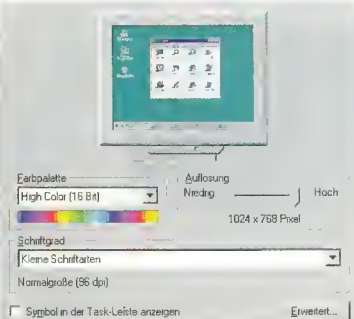 Farbpalette
Auflösung
High Color (16 Bit)
Niedrig
Hoch
1024 x 768 Pixel
Schriftgrad
Kleine Schriftarten
Normalgröße (96 dpi)
Symbol in der Task-Leiste anzeigen
Erweitert...